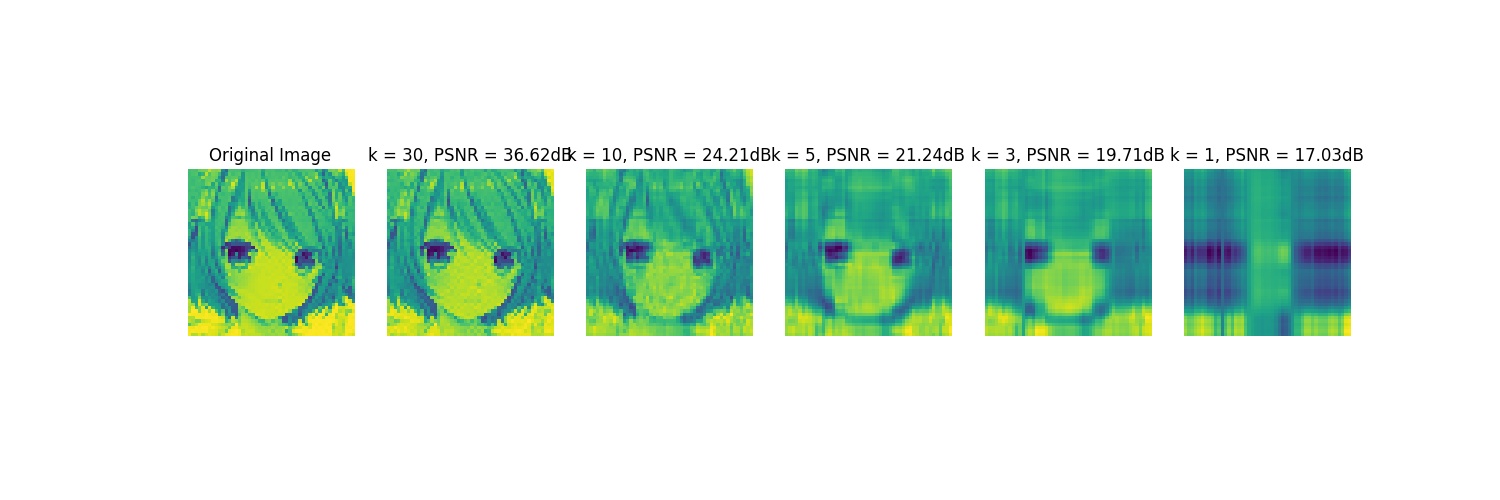 Original Image
k = 30, PSNR = 36.62dB
k = 10, PSNR = 24.21dB
k = 5, PSNR = 21.24dB
k = 3, PSNR = 19.71dB
k = 1, PSNR = 17.03dB